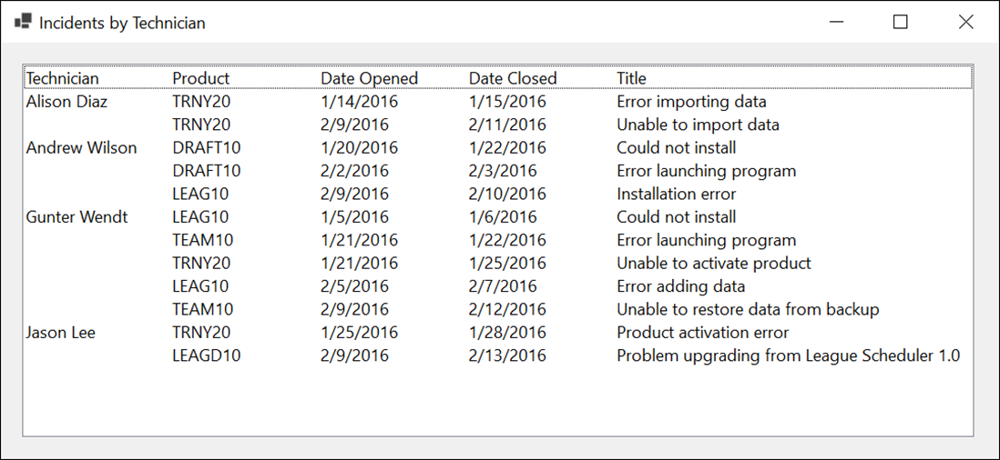 Incidents by Technician
Technician Product Date Opened Date Closed Title
Alison Diaz TRNY20 1/14/2016 1/15/2016 Error importing data
TRNY20 2/9/2016 2/11/2016 Unable to import data
Andrew Wilson DRAFT10 1/20/2016 1/22/2016 Could not install
DRAFT10 2/2/2016 2/3/2016 Error launching program
LEAG10 2/9/2016 2/10/2016 Installation error
Gunter Wendt LEAG10 1/5/2016 1/6/2016 Could not install
TEAM10 1/21/2016 1/22/2016 Error launching program
TRNY20 1/21/2016 1/25/2016 Unable to activate product
LEAG10 2/5/2016 2/7/2016 Error adding data
TEAM10 2/9/2016 2/12/2016 Unable to restore data from backup
Jason Lee TRNY20 1/25/2016 1/28/2016 Product activation error
LEAGD10 2/9/2016 2/13/2016 Problem upgrading from League Scheduler 1.0